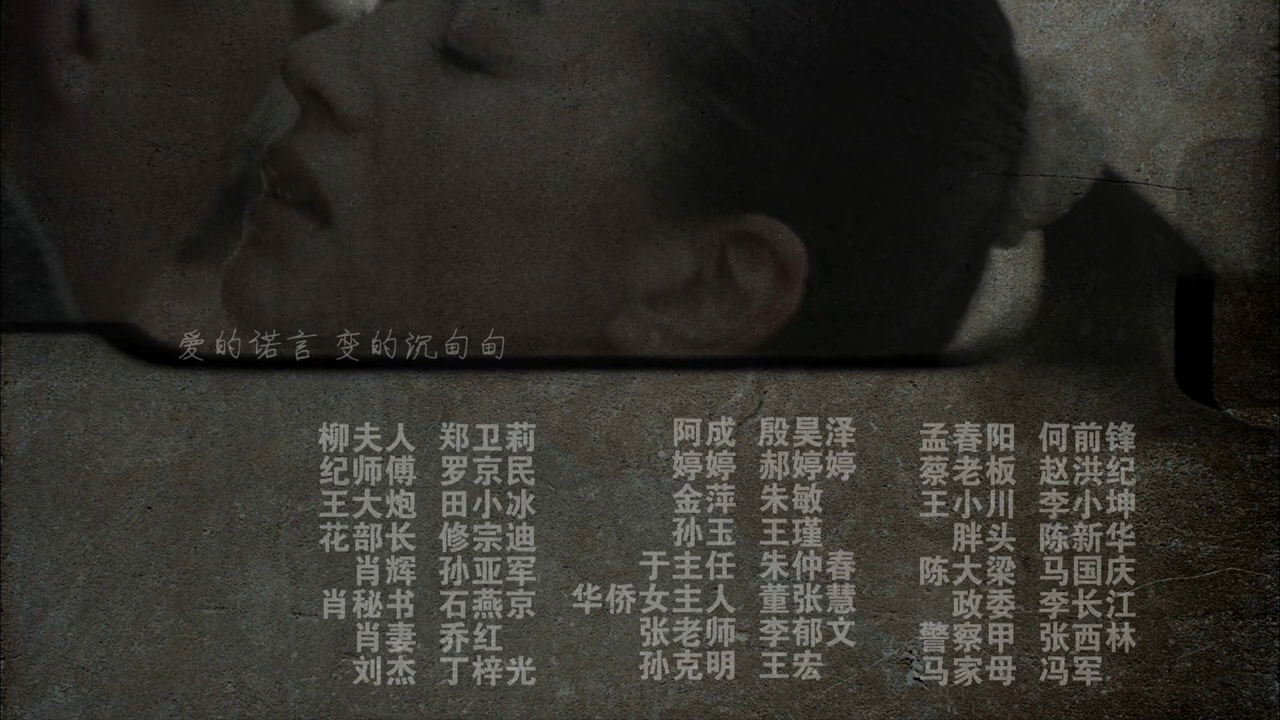 爱的诺言 变的沉甸甸
柳夫人 郑卫莉
纪师傅 罗京民
王大炮 田小冰
花部长 修宗迪
肖辉 孙亚军
肖秘书 石燕京
肖妻 乔红
刘杰 丁梓光
阿成 殷昊泽
婷婷 郝婷婷
金萍 朱敏
孙玉 王瑾
于主任 朱仲春
华侨女主人 董张慧
张老师 李郁文
孙克明 王宏
孟春阳 何前锋
蔡老板 赵洪纪
王小川 李小坤
胖头 陈新华
陈大梁 马国庆
政委 李长江
警察甲 张西林
马家母 冯军